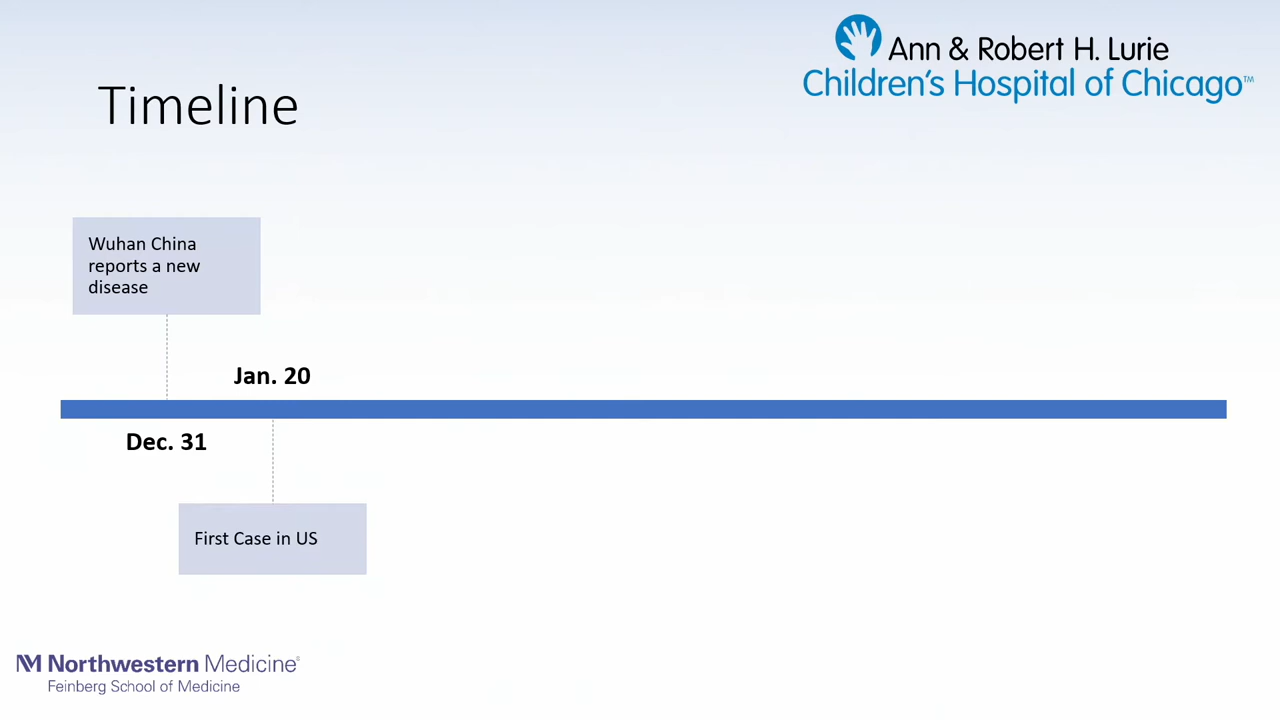 Ann & Robert H. Lurie
Children's Hospital of Chicago™
Timeline
Wuhan China
reports a new
disease
Jan. 20
Dec. 31
First Case in US
NM Northwestern Medicine®
Feinberg School of Medicine